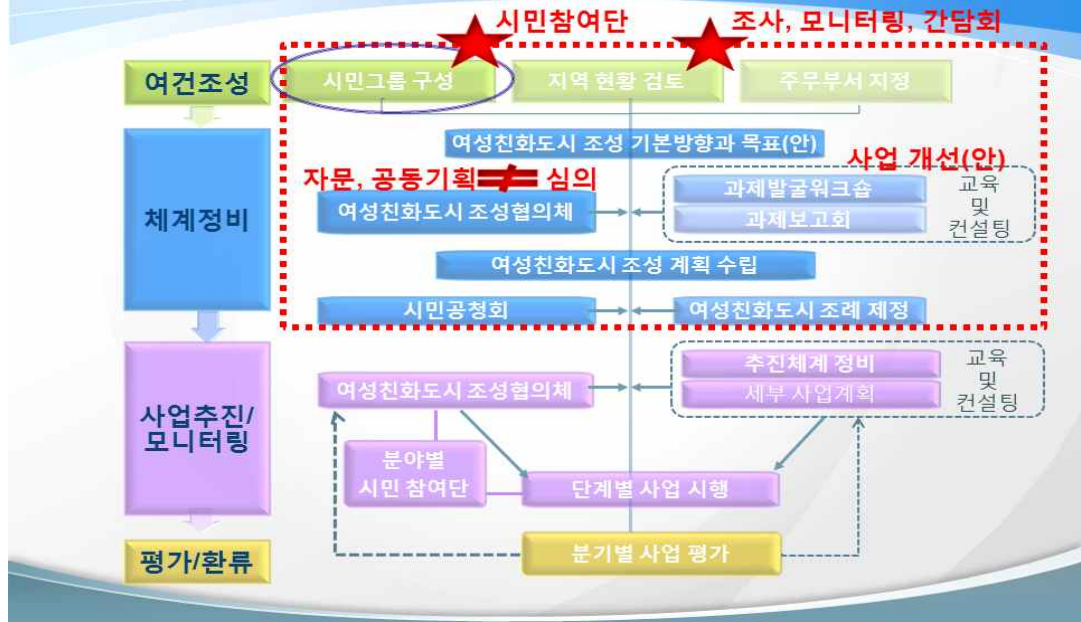 시민참여단
조사, 모니터링, 간담회
여건조성
시민그룹 구성
지역 현황 검토
주무부서 지정
여성친화도시 조성 기본방향과 목표(안)
사업 개선(안)
자문, 공동기획 ≠ 심의
체계정비
여성친화도시 조성협의체
과제발굴워크숍
과제보고회
교육
및
컨설팅
여성친화도시 조성 계획 수립
시민공청회
여성친화도시 조례 제정
사업추진/
모니터링
여성친화도시 조성협의체
추진체계 정비
세부 사업계획
교육
및
컨설팅
분야별
시민 참여단
단계별 사업 시행
평가/환류
분기별 사업 평가